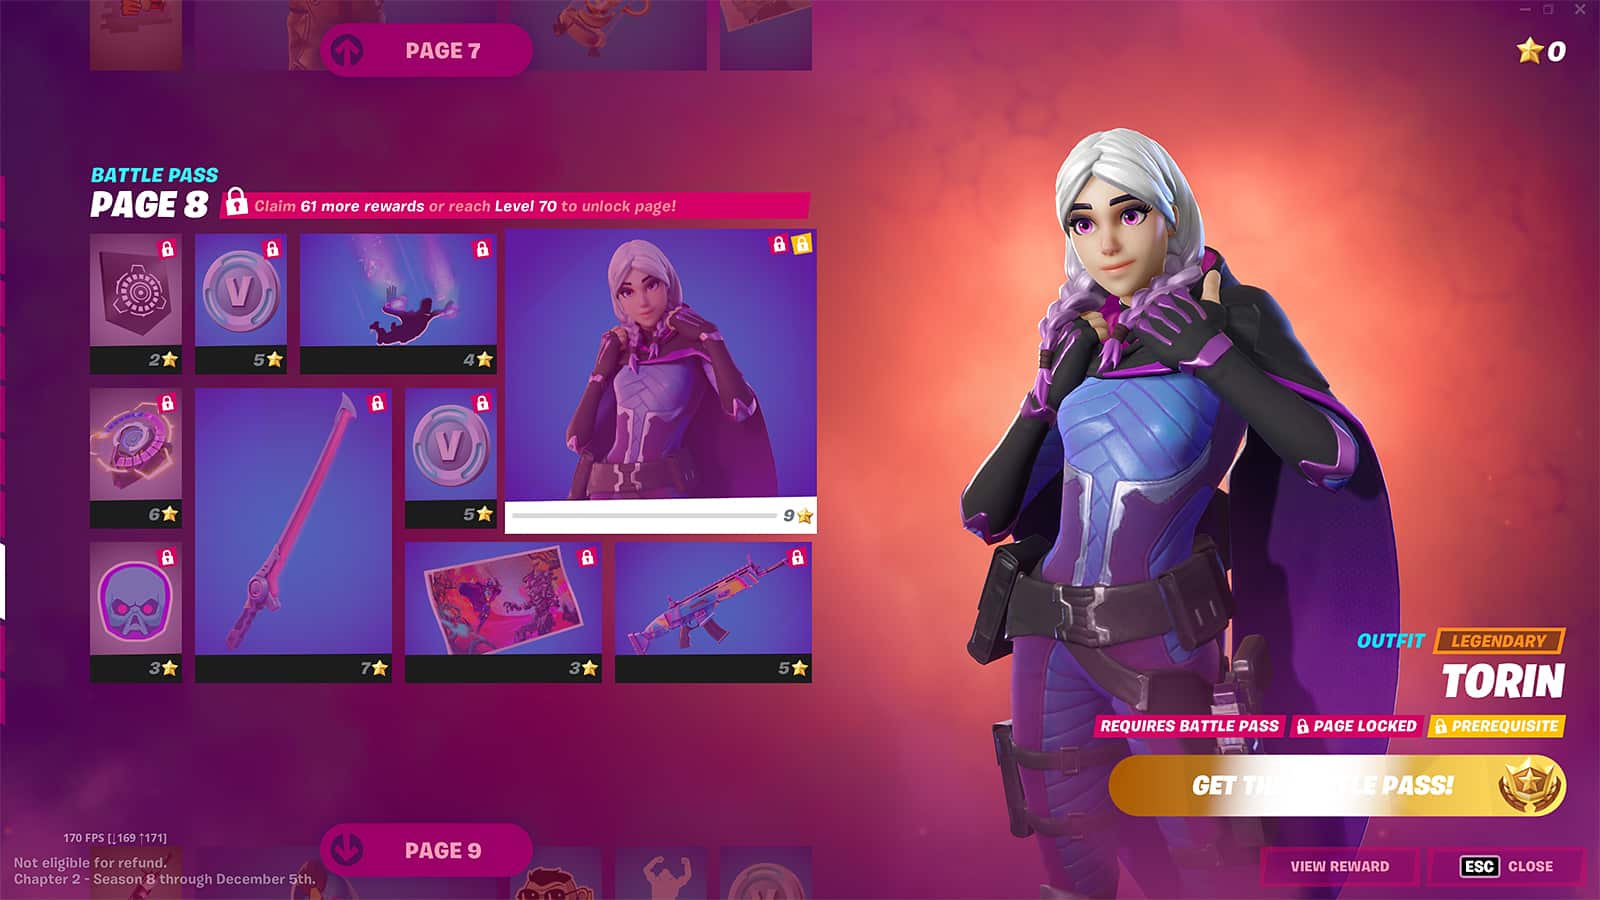 PAGE 7
0
BATTLE PASS
PAGE 8
Claim 61 more rewards or reach Level 70 to unlock page!
2
V
5
4
6
V
5
9
3
7
3
5
OUTFIT LEGENDARY
TORIN
REQUIRES BATTLE PASS PAGE LOCKED PREREQUISITE
GET PASS!
170 FPS [↓169 ↑171]
Not eligible for refund.
Chapter 2 - Season 8 through December 5th.
PAGE 9
V
VIEW REWARD
ESC CLOSE